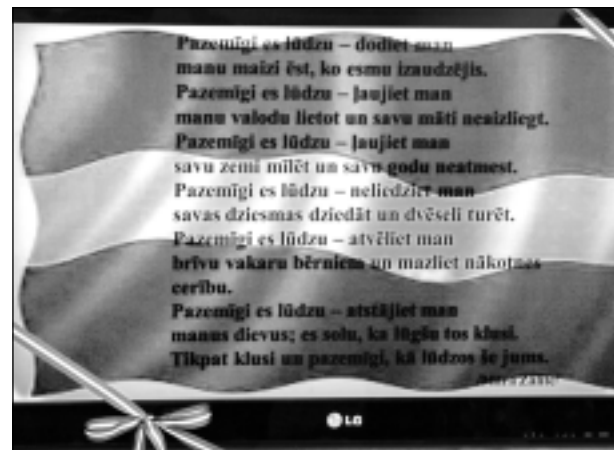 Pazemīgi es lūdzu – dodiet man
manu maizi ēst, ko esmu izaudzējis.
Pazemīgi es lūdzu – ļaujiet man
manu valodu lietot un savu māti neaizliegt.
Pazemīgi es lūdzu – ļaujiet man
savu zemi mīlēt un savu godu neatmest.
Pazemīgi es lūdzu – neliedziet man
savas dziesmas dziedāt un dvēseli turēt.
Pazemīgi es lūdzu – atvēliet man
brīvu vakaru bērniem un mazliet nākotnes
cerību.
Pazemīgi es lūdzu – atstājiet man
manus dievus; es solu, ka lūgšu tos klusi.
Tikpat klusi un pazemīgi, kā lūdzos še jums.
LG